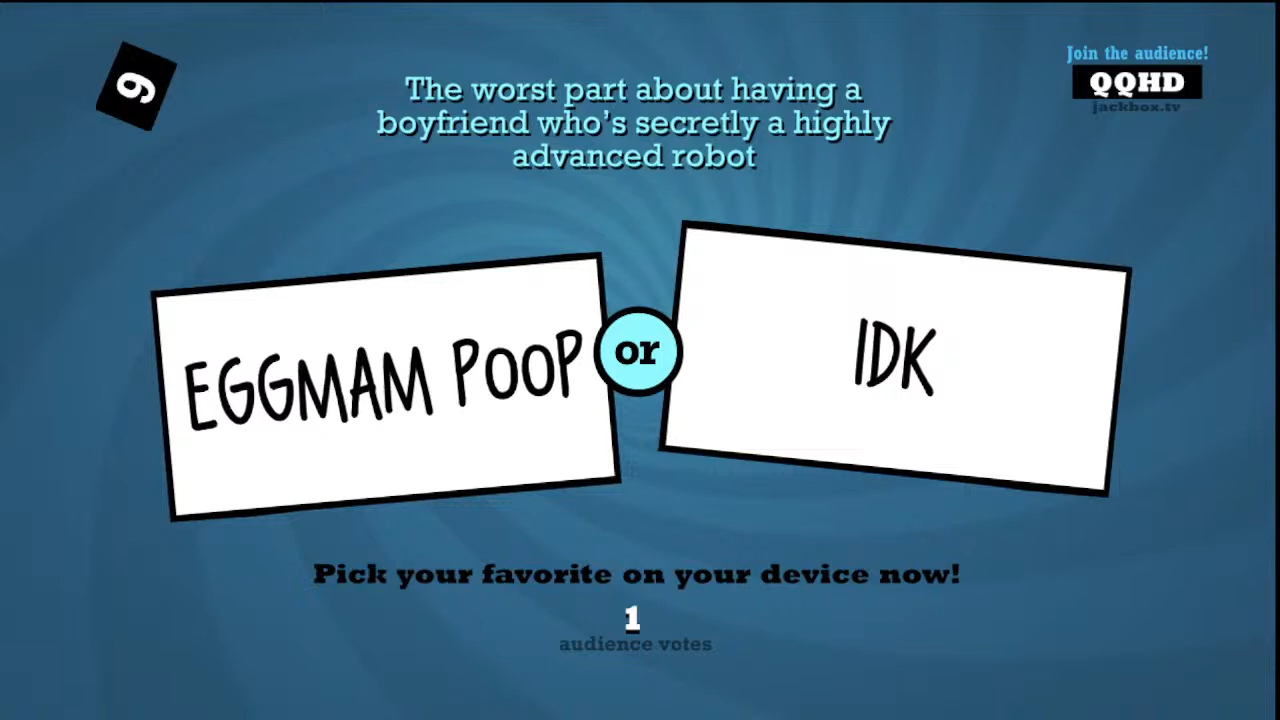 9
Join the audience!
QQHD
jackbox.tv
The worst part about having a
boyfriend who's secretly a highly
advanced robot
EGGMAM POOP
or
IDK
Pick your favorite on your device now!
1
audience votes